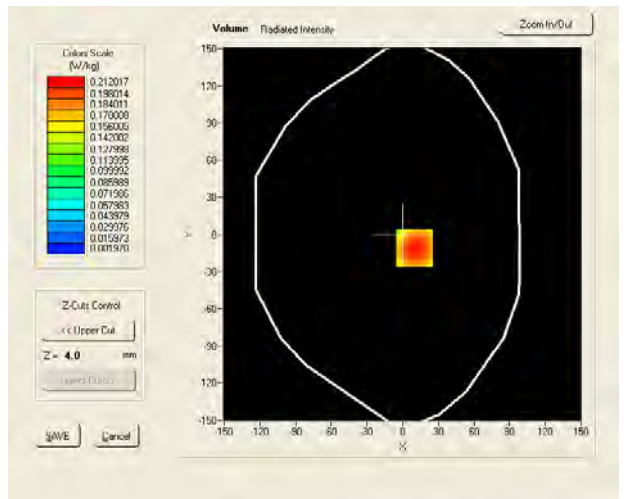 Volume Radiated Intensity
Zoom In/Out
Colors Scale
(W/kg)
0.212017
0.198014
0.184011
0.170008
0.156005
0.142002
0.127998
0.113995
0.099992
0.085989
0.071986
0.057983
0.043979
0.029976
0.015973
0.001970
Z-Cuts Control
<< Upper Cut
Z = 4.0 mm
SAVE
Cancel
150
120
90
60
30
0
-30
-60
-90
-120
-150
Y
-150 -120 -90 -60 -30 0 30 60 90 120 150
X